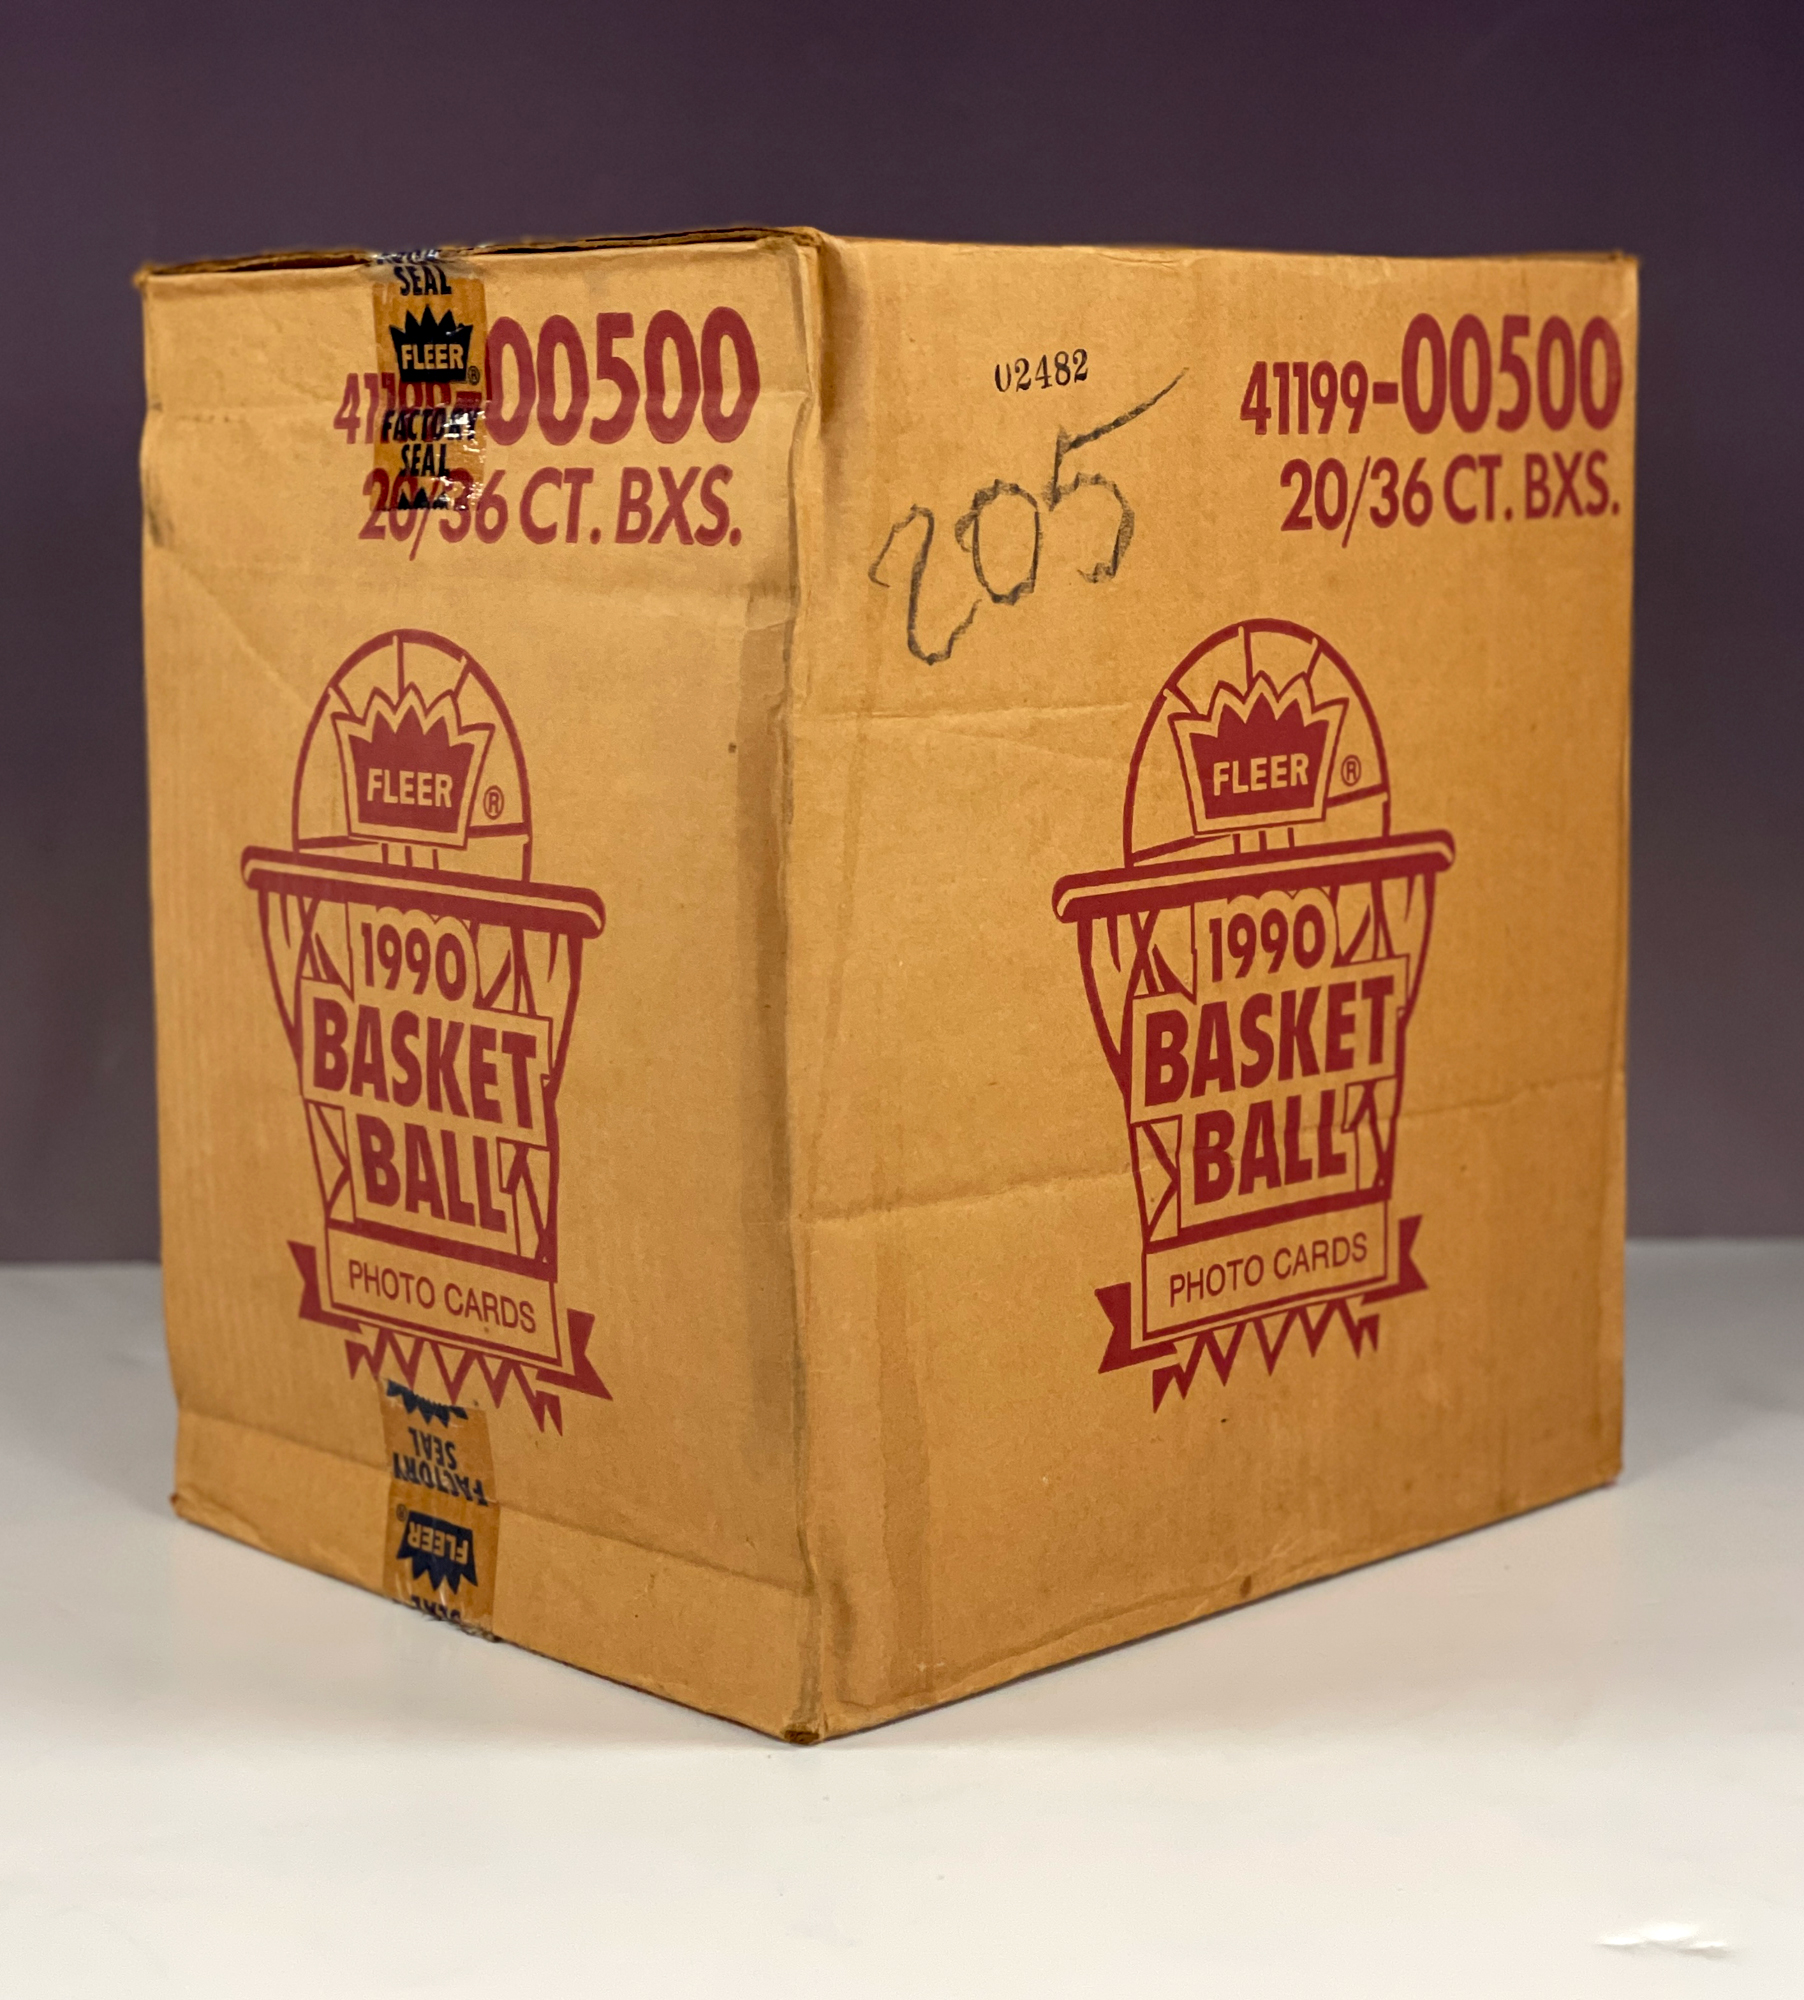 SEAL
FLEER®
FACTORY
SEAL
00500
20/36 CT. BXS.
FLEER ®
1990
BASKET
BALL
PHOTO CARDS
FACTORY
SEAL
FLEER®
02482
205
41199-00500
20/36 CT. BXS.
FLEER ®
1990
BASKET
BALL
PHOTO CARDS